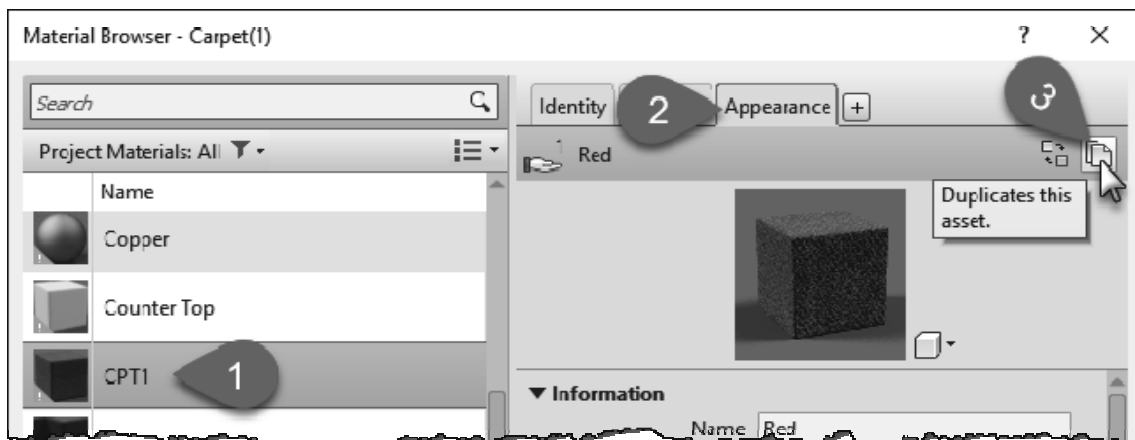 Material Browser - Carpet(1)
? ×
Search
Identity 2 Appearance +
3
Project Materials: All
1 Red
Name
Duplicates this
asset.
Copper
Counter Top
CPT1 1
▼ Information
Name Red